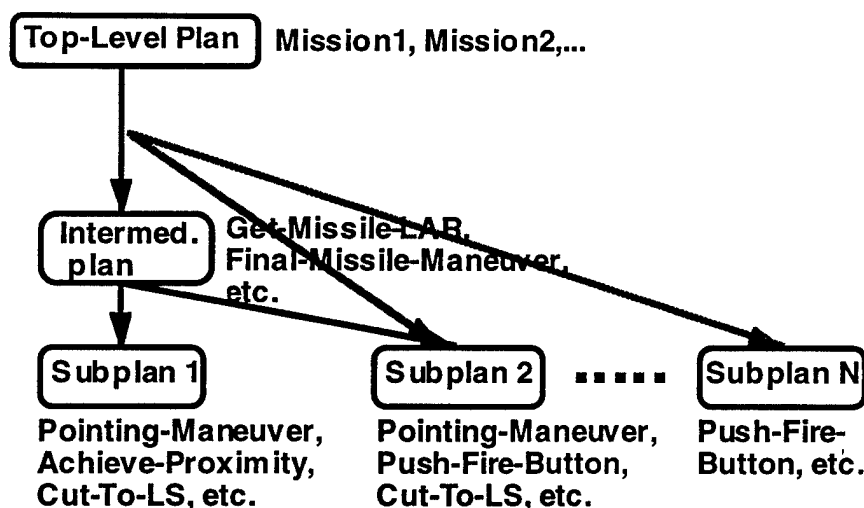 Top-Level Plan
Mission1, Mission2,...
Intermed.
plan
Get-Missile-LAR,
Final-Missile-Maneuver,
etc.
Subplan 1
Subplan 2
Subplan N
Pointing-Maneuver,
Achieve-Proximity,
Cut-To-LS, etc.
Pointing-Maneuver,
Push-Fire-Button,
Cut-To-LS, etc.
Push-Fire-
Button, etc.